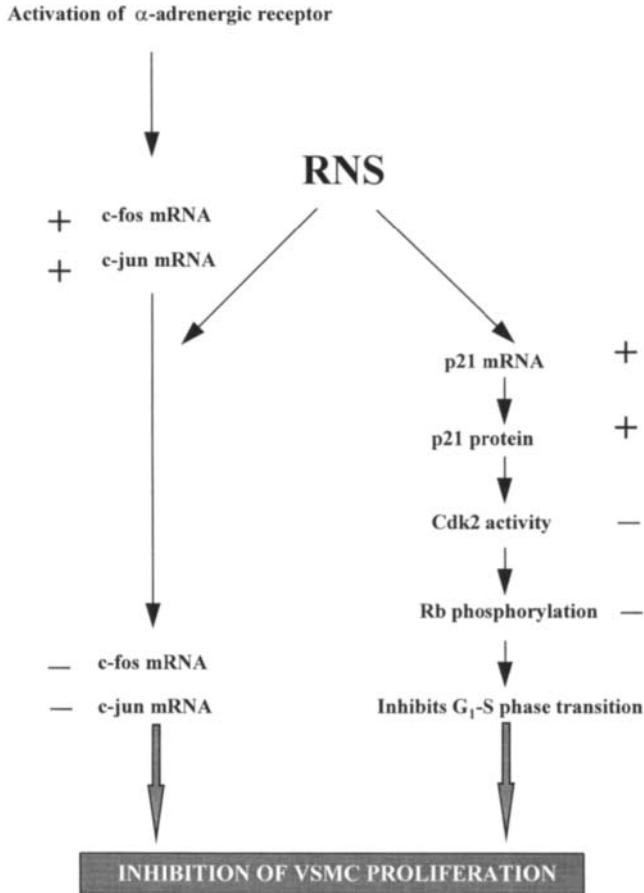 Activation of α-adrenergic receptor
RNS
+ c-fos mRNA
+ c-jun mRNA
p21 mRNA +
p21 protein +
Cdk2 activity —
Rb phosphorylation —
— c-fos mRNA
— c-jun mRNA
Inhibits G₁-S phase transition
INHIBITION OF VSMC PROLIFERATION